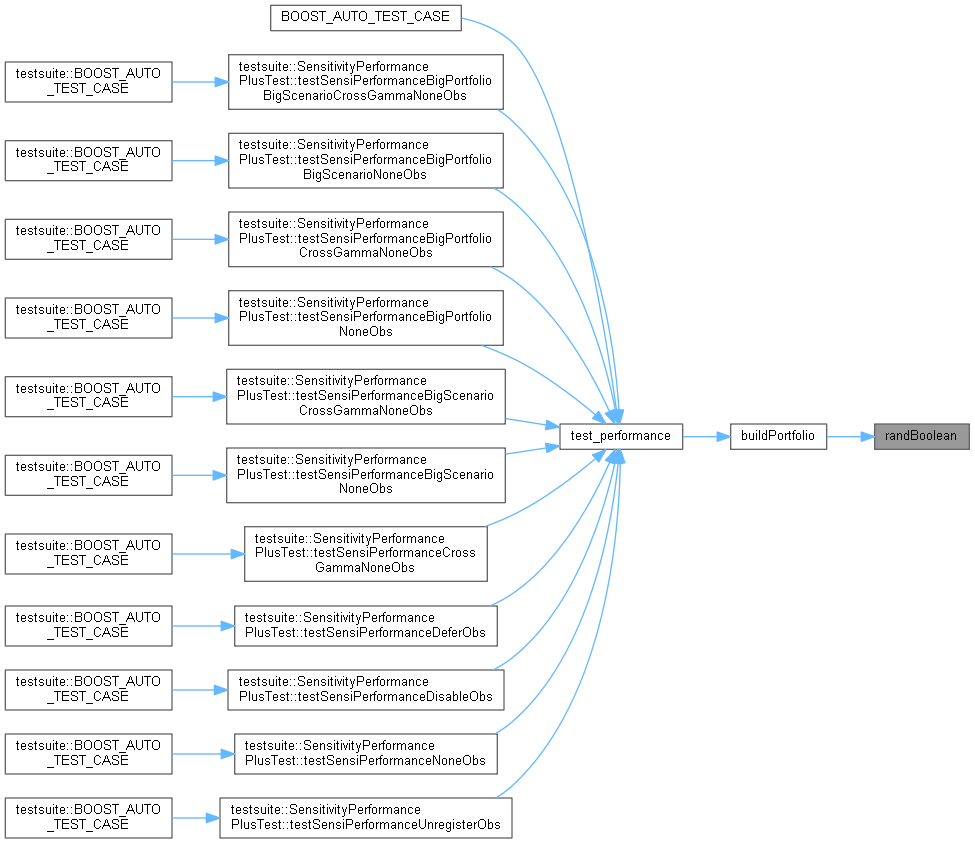 BOOST_AUTO_TEST_CASE
testsuite::BOOST_AUTO
_TEST_CASE
testsuite::SensitivityPerformance
PlusTest::testSensiPerformanceBigPortfolio
BigScenarioCrossGammaNoneObs
testsuite::BOOST_AUTO
_TEST_CASE
testsuite::SensitivityPerformance
PlusTest::testSensiPerformanceBigPortfolio
BigScenarioNoneObs
testsuite::BOOST_AUTO
_TEST_CASE
testsuite::SensitivityPerformance
PlusTest::testSensiPerformanceBigPortfolio
CrossGammaNoneObs
testsuite::BOOST_AUTO
_TEST_CASE
testsuite::SensitivityPerformance
PlusTest::testSensiPerformanceBigPortfolio
NoneObs
testsuite::BOOST_AUTO
_TEST_CASE
testsuite::SensitivityPerformance
PlusTest::testSensiPerformanceBigScenario
CrossGammaNoneObs
test_performance
buildPortfolio
randBoolean
testsuite::BOOST_AUTO
_TEST_CASE
testsuite::SensitivityPerformance
PlusTest::testSensiPerformanceBigScenario
NoneObs
testsuite::BOOST_AUTO
_TEST_CASE
testsuite::SensitivityPerformance
PlusTest::testSensiPerformanceCross
GammaNoneObs
testsuite::BOOST_AUTO
_TEST_CASE
testsuite::SensitivityPerformance
PlusTest::testSensiPerformanceDeferObs
testsuite::BOOST_AUTO
_TEST_CASE
testsuite::SensitivityPerformance
PlusTest::testSensiPerformanceDisableObs
testsuite::BOOST_AUTO
_TEST_CASE
testsuite::SensitivityPerformance
PlusTest::testSensiPerformanceNoneObs
testsuite::BOOST_AUTO
_TEST_CASE
testsuite::SensitivityPerformance
PlusTest::testSensiPerformanceUnregisterObs